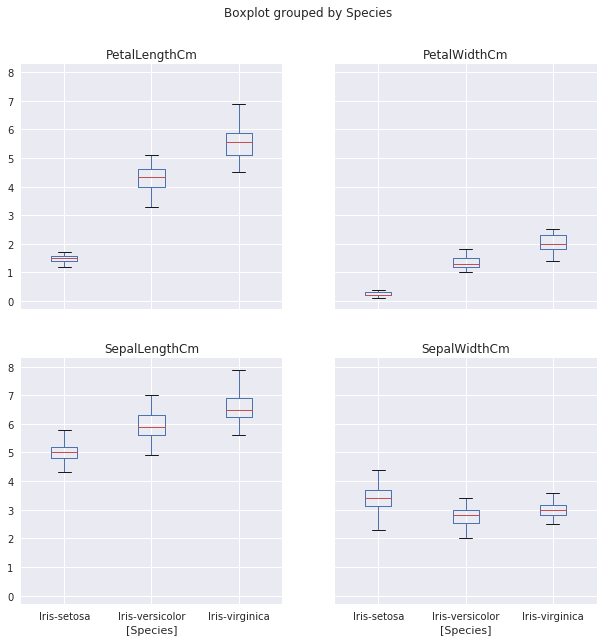 Boxplot grouped by Species
PetalLengthCm
PetalWidthCm
8
7
6
5
4
3
2
1
0
SepalLengthCm
SepalWidthCm
8
7
6
5
4
3
2
1
0
Iris-setosa Iris-versicolor Iris-virginica
[Species]
Iris-setosa Iris-versicolor Iris-virginica
[Species]